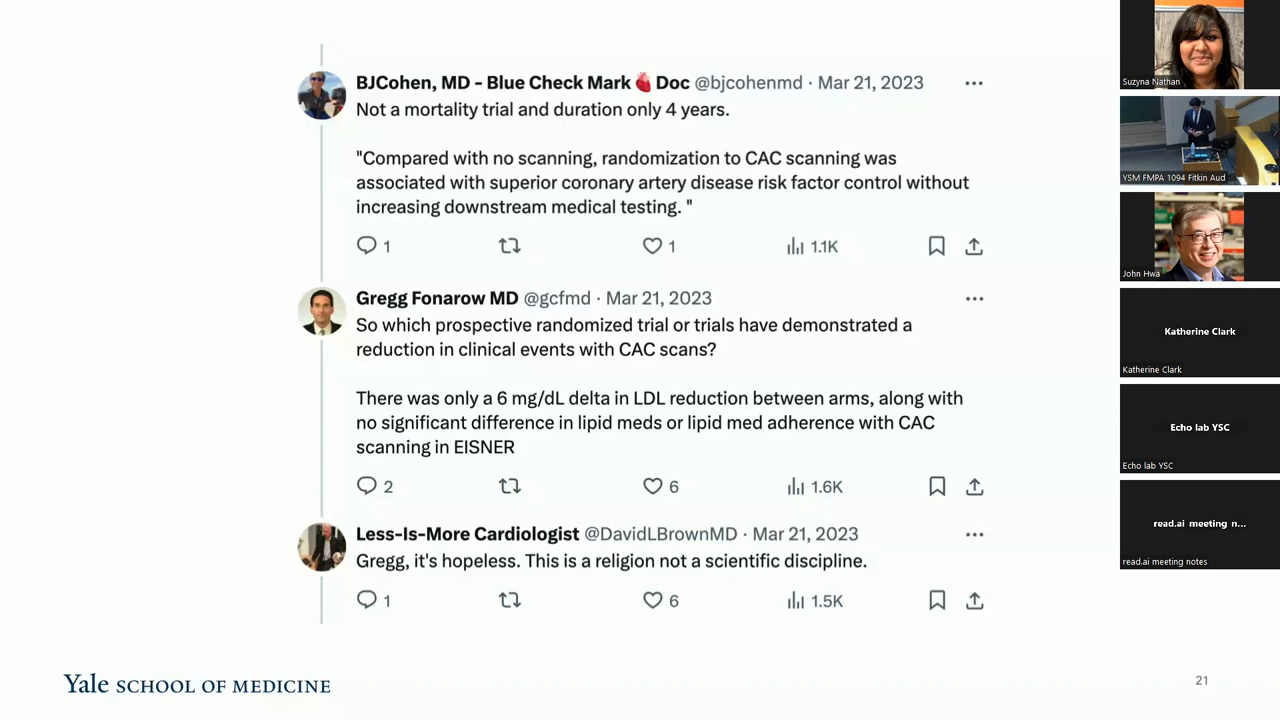 BJCohen, MD - Blue Check Mark 🫀 Doc @bjcohenmd · Mar 21, 2023
Not a mortality trial and duration only 4 years.
"Compared with no scanning, randomization to CAC scanning was
associated with superior coronary artery disease risk factor control without
increasing downstream medical testing. "
1
1
1.1K
Gregg Fonarow MD @gcfmd · Mar 21, 2023
So which prospective randomized trial or trials have demonstrated a
reduction in clinical events with CAC scans?
There was only a 6 mg/dL delta in LDL reduction between arms, along with
no significant difference in lipid meds or lipid med adherence with CAC
scanning in EISNER
2
6
1.6K
Less-Is-More Cardiologist @DavidLBrownMD · Mar 21, 2023
Gregg, it's hopeless. This is a religion not a scientific discipline.
1
6
1.5K
Yale SCHOOL OF MEDICINE
21
Suzyna Nathan
YSM FMPA 1094 Fitkin Aud
John Hwa
Katherine Clark
Katherine Clark
Echo lab YSC
Echo lab YSC
read.ai meeting n...
read.ai meeting notes